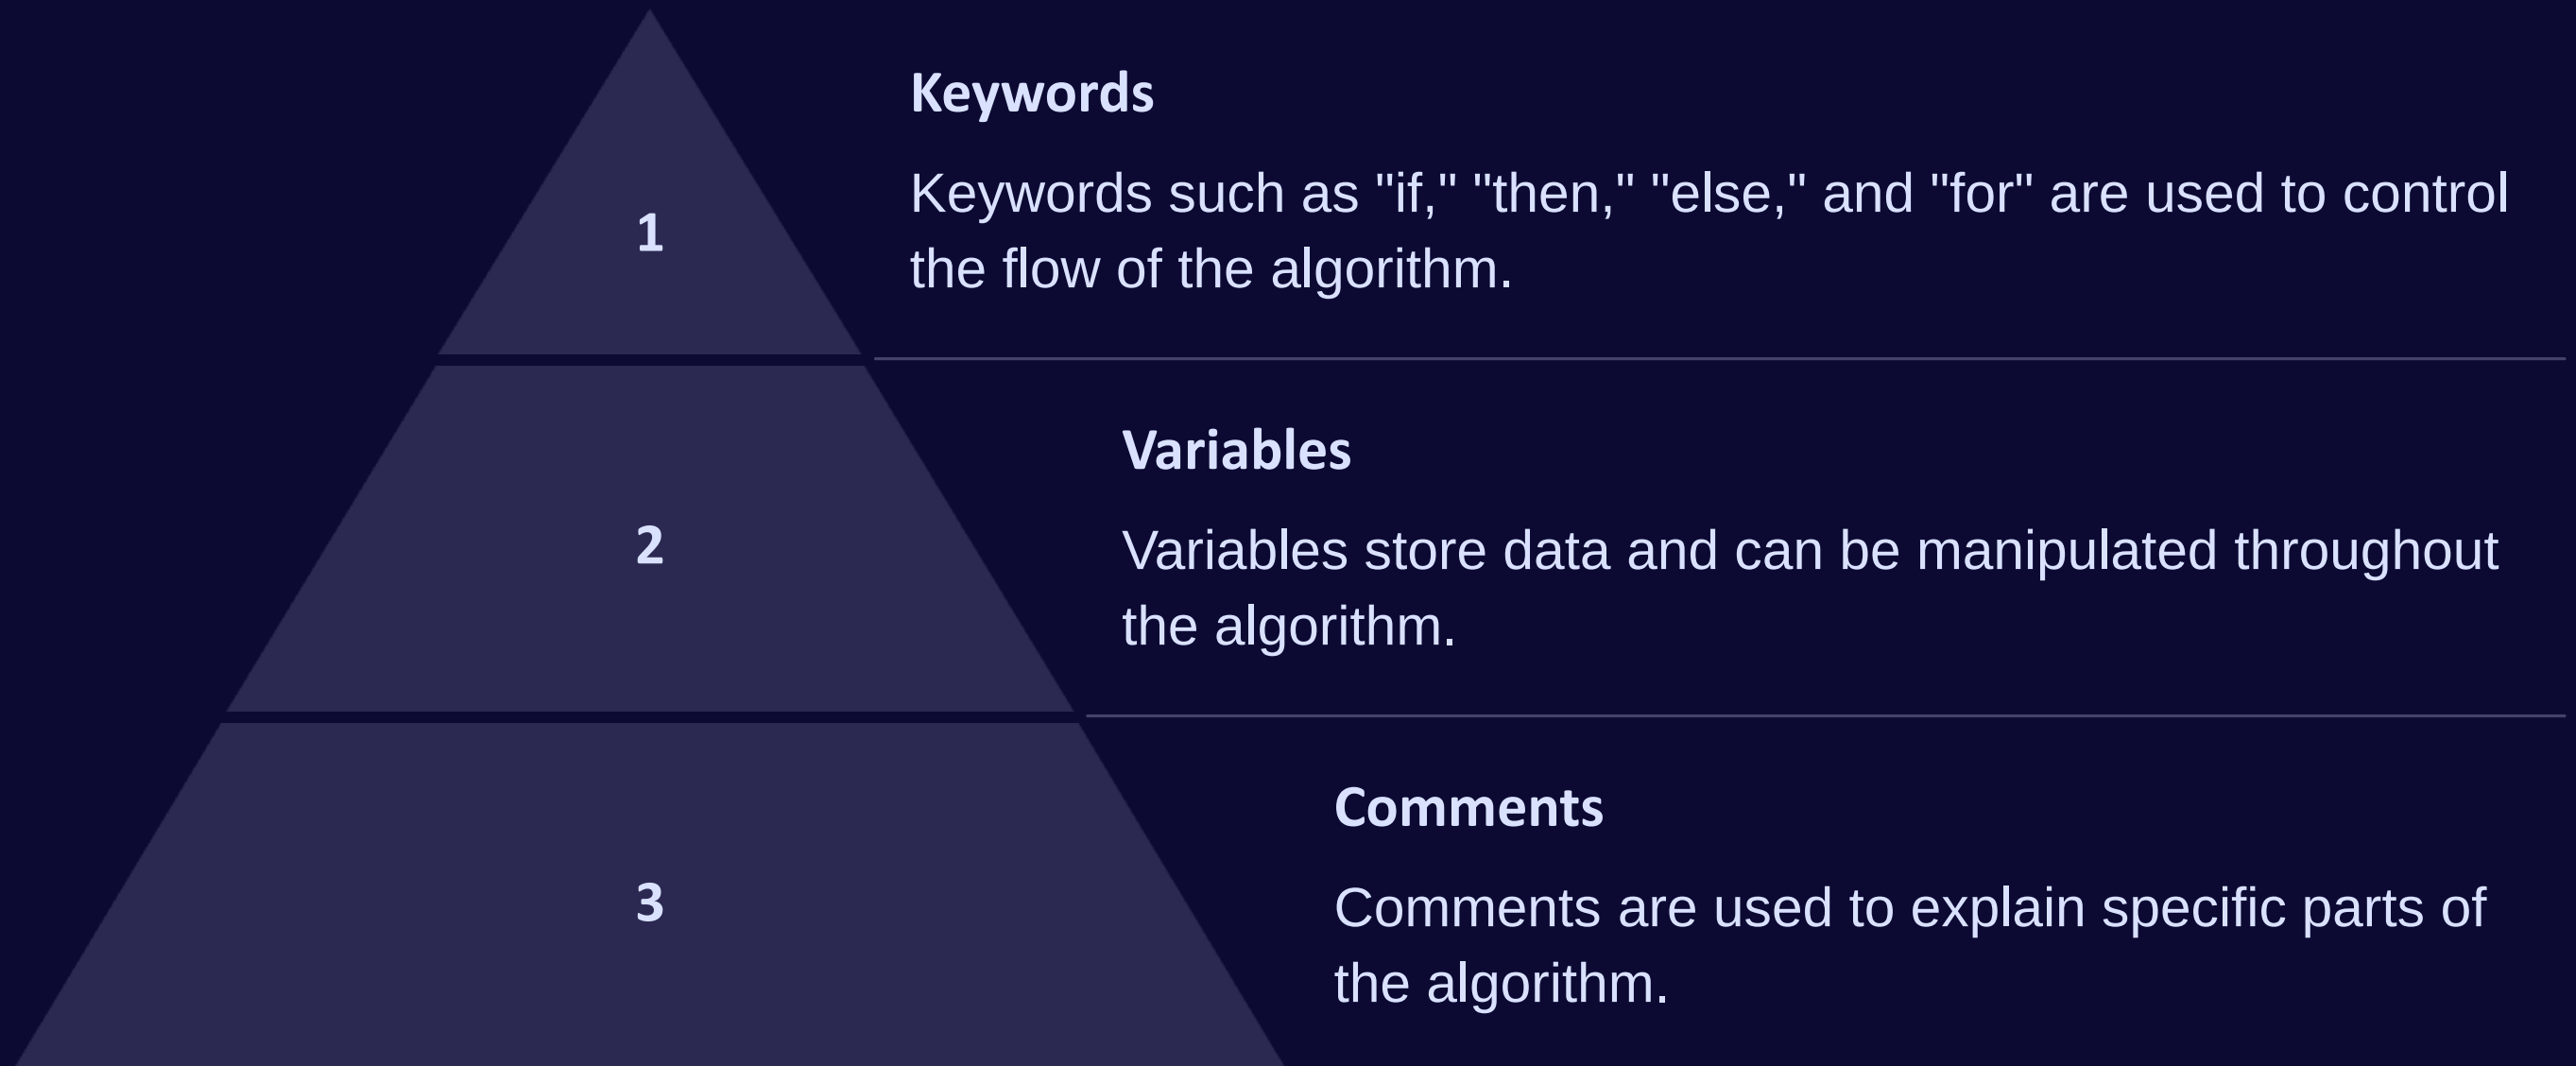 Keywords
Keywords such as "if," "then," "else," and "for" are used to control
the flow of the algorithm.
1
Variables
Variables store data and can be manipulated throughout
the algorithm.
2
Comments
Comments are used to explain specific parts of
the algorithm.
3